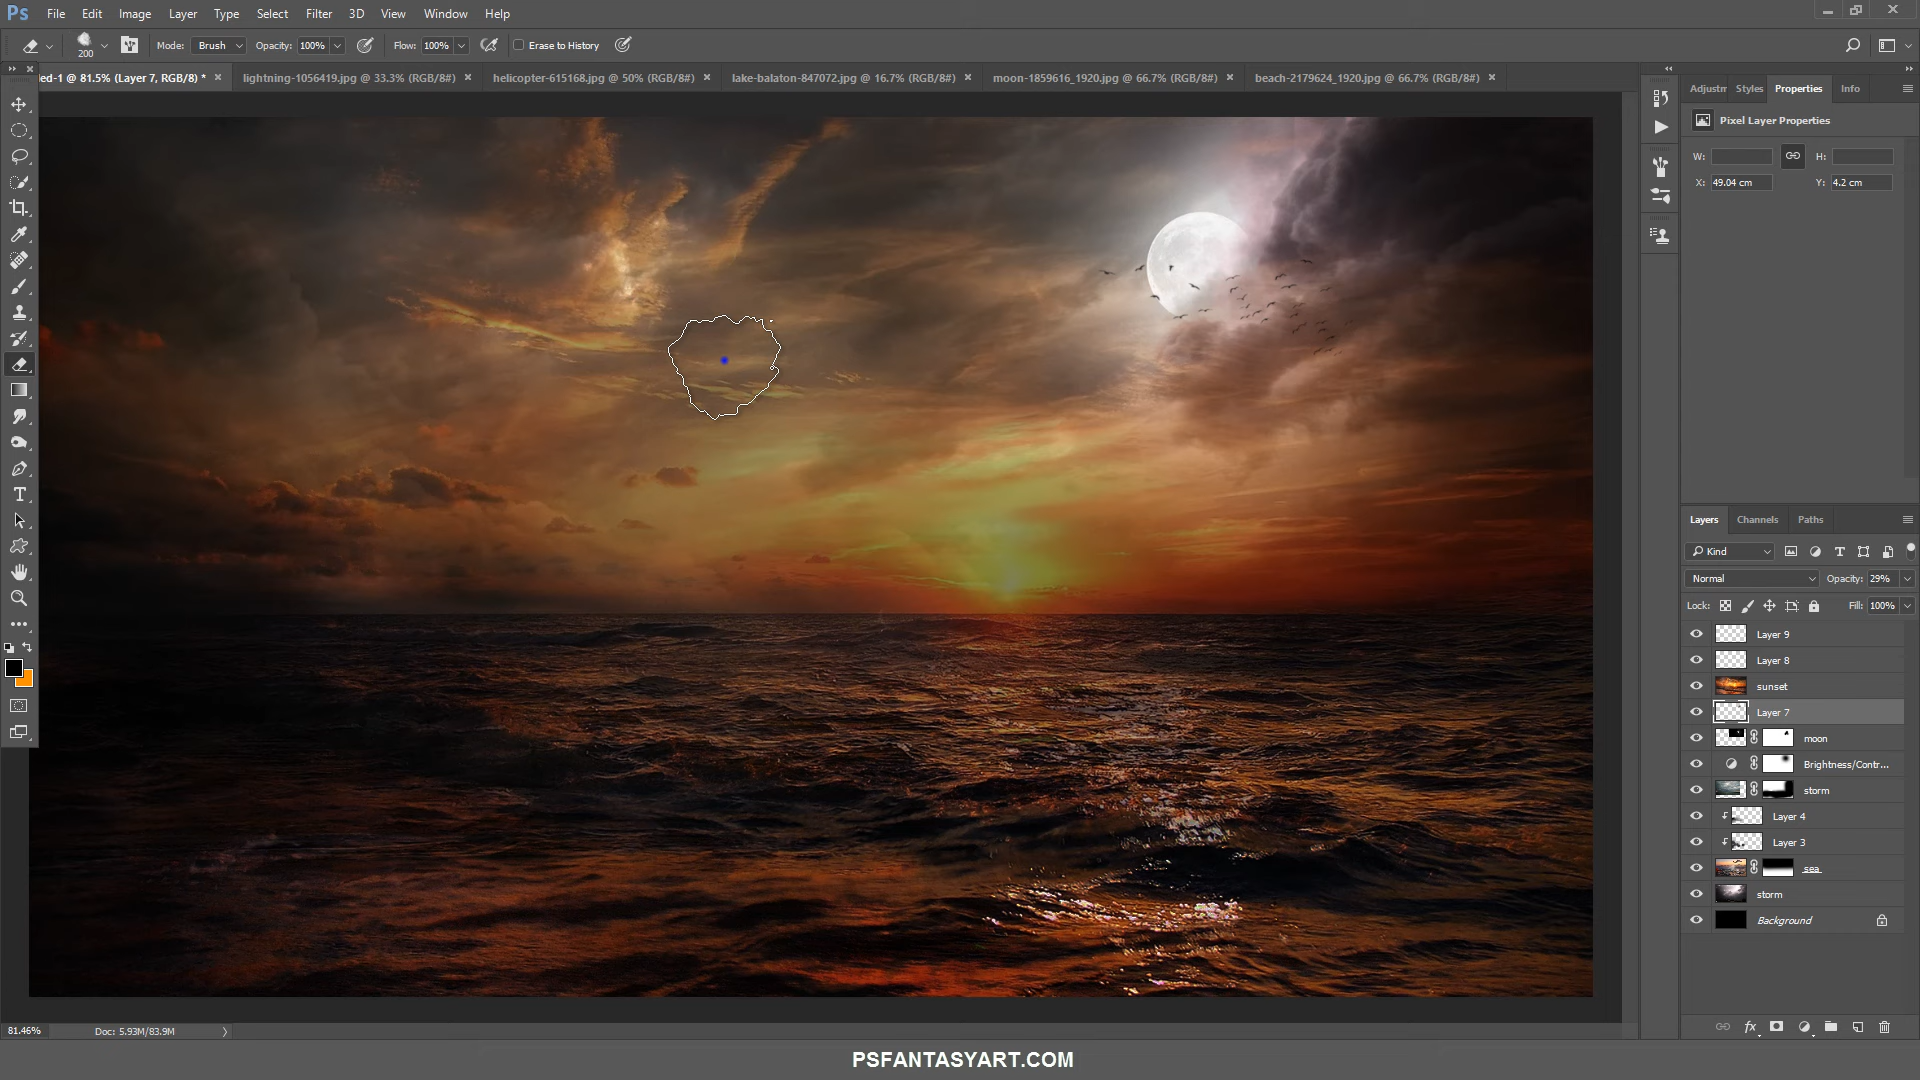 Ps File Edit Image Layer Type Select Filter 3D View Window Help
200 Mode: Brush Opacity: 100% Flow: 100% Erase to History
led-1 @ 81.5% (Layer 7, RGB/8) * × lightning-1056419.jpg @ 33.3% (RGB/8#) × helicopter-615168.jpg @ 50% (RGB/8#) × lake-balaton-847072.jpg @ 16.7% (RGB/8#) × moon-1859616_1920.jpg @ 66.7% (RGB/8#) × beach-2179624_1920.jpg @ 66.7% (RGB/8#) ×
Adjustm Styles Properties Info
Pixel Layer Properties
W: H:
X: 49.04 cm Y: 4.2 cm
Layers Channels Paths
Kind
Normal Opacity: 29%
Lock: Fill: 100%
Layer 9
Layer 8
sunset
Layer 7
moon
Brightness/Contr...
storm
Layer 4
Layer 3
sea
storm
Background
81.46% Doc: 5.93M/83.9M
PSFANTASYART.COM